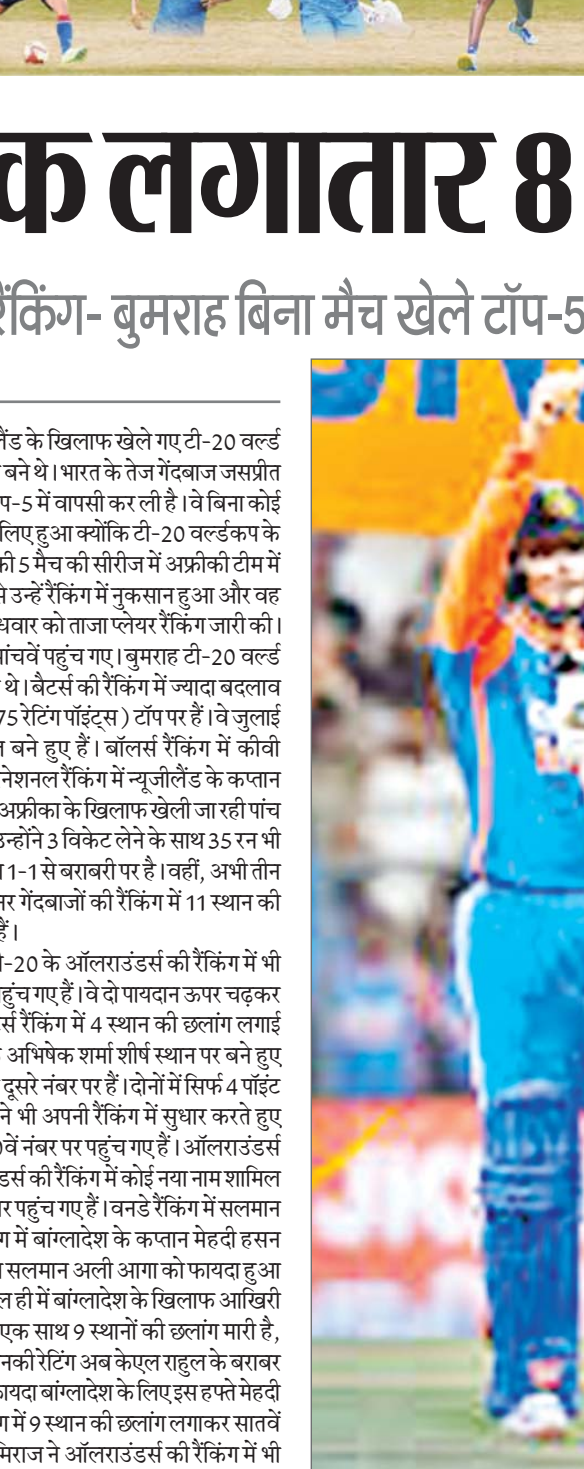 क लगातार 8
रैंकिंग- बुमराह बिना मैच खेले टॉप-5
लैंड के खिलाफ खेले गए टी-20 वर्ल्ड
बने थे। भारत के तेज गेंदबाज जसप्रीत
प-5 में वापसी कर ली है। वे बिना कोई
लिए हुआ क्योंकि टी-20 वर्ल्डकप के
की 5 मैच की सीरीज में अफ्रीकी टीम में
से उन्हें रैंकिंग में नुकसान हुआ और वह
धवार को ताजा प्लेयर रैंकिंग जारी की।
पांचवें पहुंच गए। बुमराह टी-20 वर्ल्ड
थे। बैटर्स की रैंकिंग में ज्यादा बदलाव
75 रेटिंग पॉइंट्स ) टॉप पर हैं। वे जुलाई
बने हुए हैं। बॉलर्स रैंकिंग में कीवी
नेशनल रैंकिंग में न्यूजीलैंड के कप्तान
अफ्रीका के खिलाफ खेली जा रही पांच
उन्होंने 3 विकेट लेने के साथ 35 रन भी
1-1 से बराबरी पर है। वहीं, अभी तीन
नर गेंदबाजों की रैंकिंग में 11 स्थान की
हैं।
ी-20 के ऑलराउंडर्स की रैंकिंग में भी
पहुंच गए हैं। वे दो पायदान ऊपर चढ़कर
र्स रैंकिंग में 4 स्थान की छलांग लगाई
अभिषेक शर्मा शीर्ष स्थान पर बने हुए
दूसरे नंबर पर हैं। दोनों में सिर्फ 4 पॉइंट
ने भी अपनी रैंकिंग में सुधार करते हुए
0वें नंबर पर पहुंच गए हैं। ऑलराउंडर्स
डर्स की रैंकिंग में कोई नया नाम शामिल
र पहुंच गए हैं। वनडे रैंकिंग में सलमान
ग में बांग्लादेश के कप्तान मेहदी हसन
सलमान अली आगा को फायदा हुआ
ल ही में बांग्लादेश के खिलाफ आखिरी
एक साथ 9 स्थानों की छलांग मारी है,
नकी रेटिंग अब केएल राहुल के बराबर
फायदा बांग्लादेश के लिए इस हफ्ते मेहदी
ग में 9 स्थान की छलांग लगाकर सातवें
मिराज ने ऑलराउंडर्स की रैंकिंग में भी